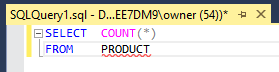 SQLQuery1.sql - D...EE7DM9\owner (54))*
SELECT COUNT(*)
FROM PRODUCT